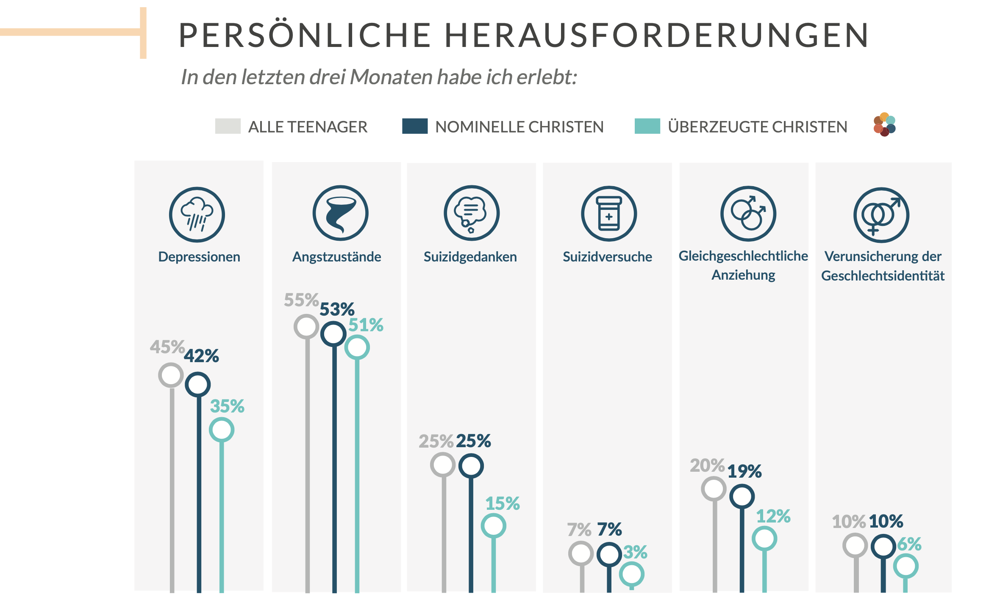 PERSÖNLICHE HERAUSFORDERUNGEN
In den letzten drei Monaten habe ich erlebt:
ALLE TEENAGER
NOMINELLE CHRISTEN
ÜBERZEUGTE CHRISTEN
Depressionen
45%
42%
35%
Angstzustände
55%
53%
51%
Suizidgedanken
25%
25%
15%
Suizidversuche
7%
7%
3%
Gleichgeschlechtliche
Anziehung
20%
19%
12%
Verunsicherung der
Geschlechtsidentität
10%
10%
6%